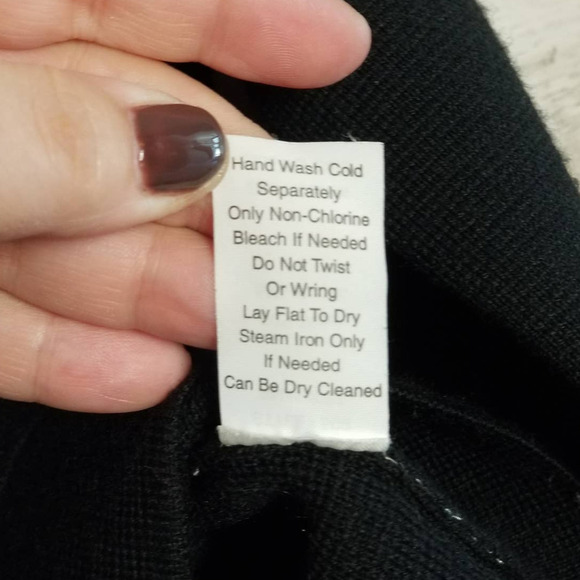 Hand Wash Cold
Separately
Only Non-Chlorine
Bleach If Needed
Do Not Twist
Or Wring
Lay Flat To Dry
Steam Iron Only
If Needed
Can Be Dry Cleaned